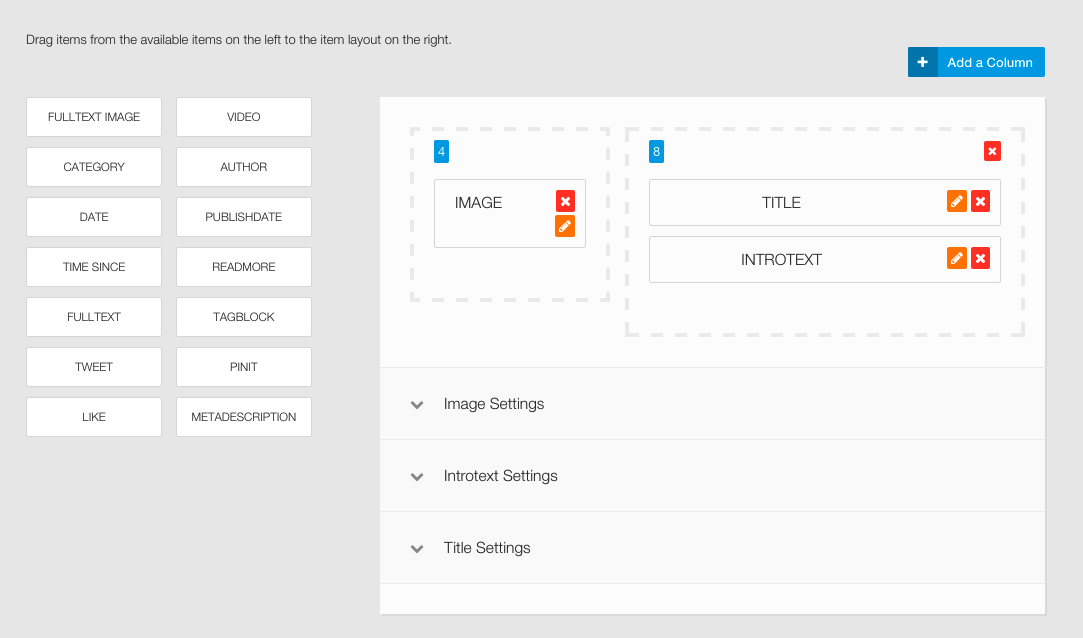 Drag items from the available items on the left to the item layout on the right.
Add a Column
FULLTEXT IMAGE
VIDEO
CATEGORY
AUTHOR
DATE
PUBLISHDATE
TIME SINCE
READMORE
FULLTEXT
TAGBLOCK
TWEET
PINIT
LIKE
METADESCRIPTION
4
IMAGE
8
TITLE
INTROTEXT
Image Settings
Introtext Settings
Title Settings